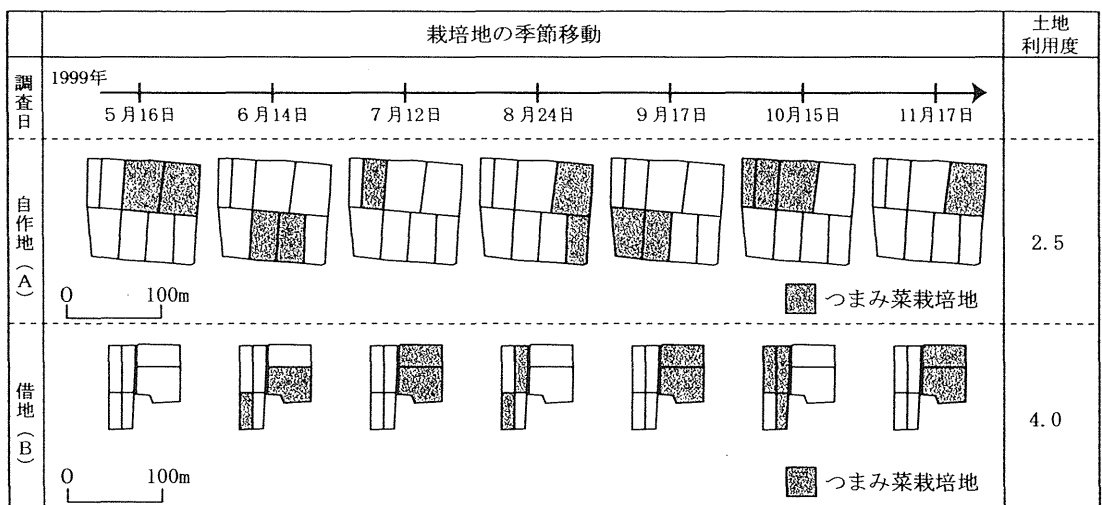 栽培地の季節移動
土地
利用度
調査日
1999年
5月16日 6月14日 7月12日 8月24日 9月17日 10月15日 11月17日
自作地(A)
2.5
0 100m
つまみ菜栽培地
借地(B)
4.0
0 100m
つまみ菜栽培地